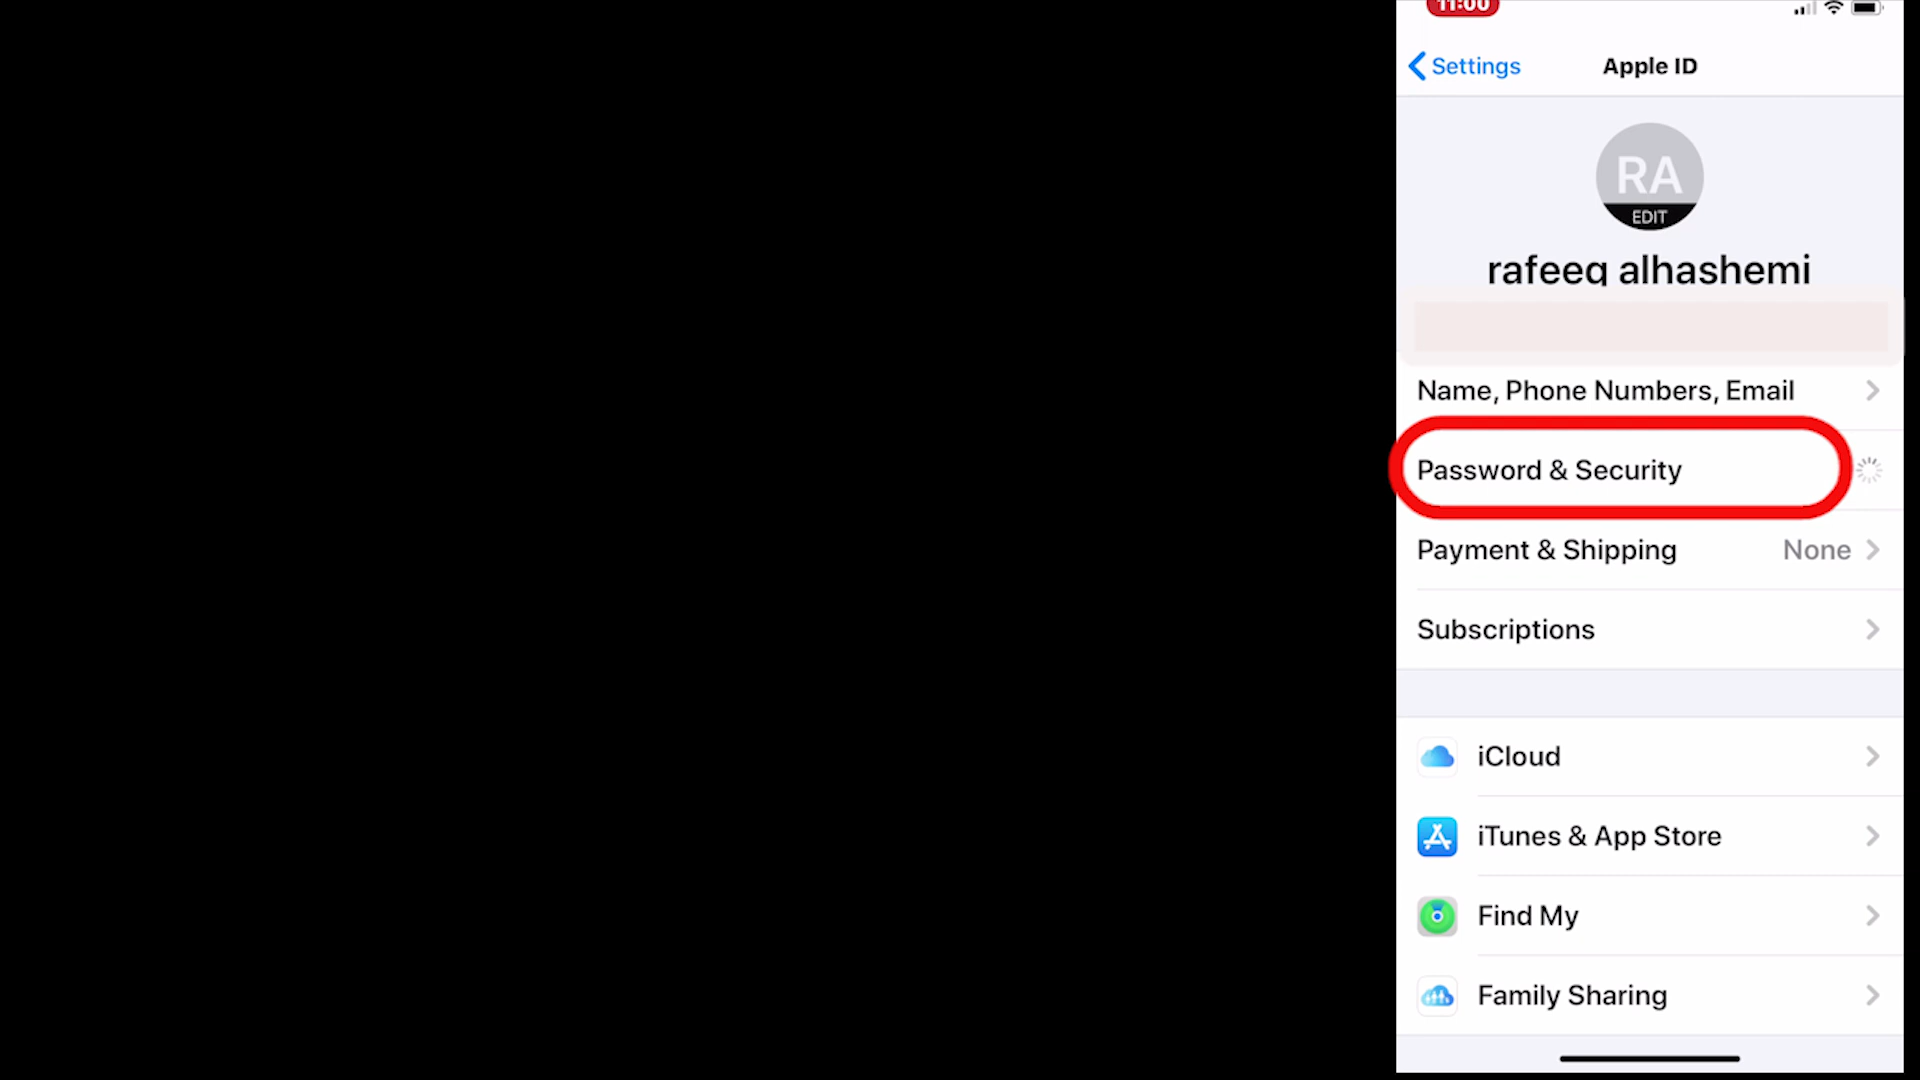 11:00
Settings
Apple ID
RA
EDIT
rafeeq alhashemi
Name, Phone Numbers, Email
Password & Security
Payment & Shipping None
Subscriptions
iCloud
iTunes & App Store
Find My
Family Sharing